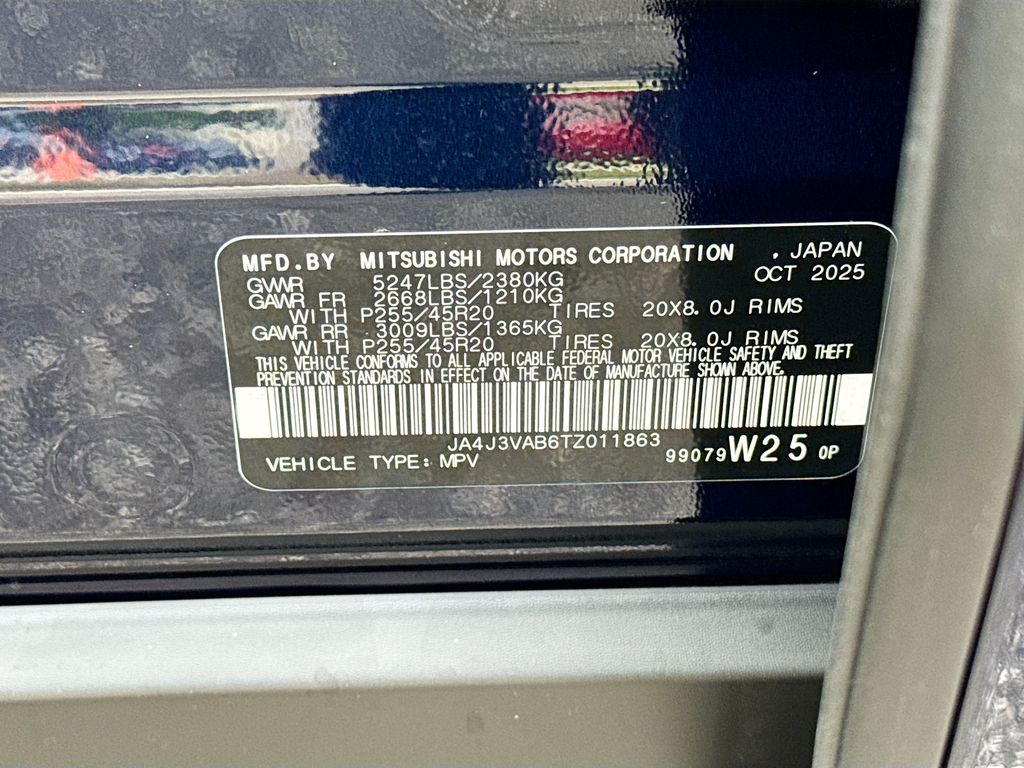 MFD.BY MITSUBISHI MOTORS CORPORATION , JAPAN
GVWR 5247LBS/2380KG OCT 2025
GAWR FR 2668LBS/1210KG
WITH P255/45R20 TIRES 20X8.0J RIMS
GAWR RR 3009LBS/1365KG
WITH P255/45R20 TIRES 20X8.0J RIMS
THIS VEHICLE CONFORMS TO ALL APPLICABLE FEDERAL MOTOR VEHICLE SAFETY AND THEFT
PREVENTION STANDARDS IN EFFECT ON THE DATE OF MANUFACTURE SHOWN ABOVE.
JA4J3VAB6TZ011863
VEHICLE TYPE: MPV 99079 W25 0P